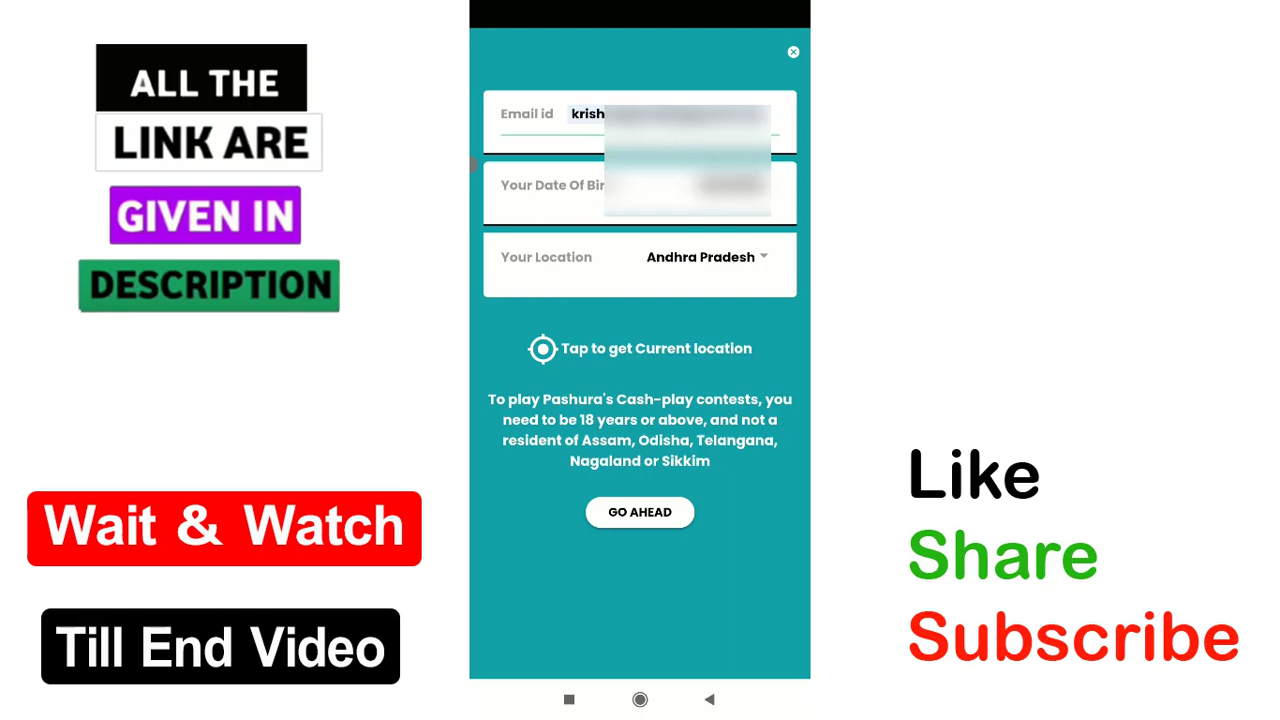 ALL THE
LINK ARE
GIVEN IN
DESCRIPTION
Wait & Watch
Till End Video
Email id krish
Your Date Of Bir
Your Location Andhra Pradesh
Tap to get Current location
To play Pashura's Cash-play contests, you
need to be 18 years or above, and not a
resident of Assam, Odisha, Telangana,
Nagaland or Sikkim
GO AHEAD
Like
Share
Subscribe